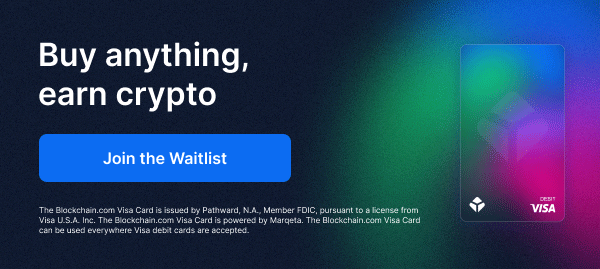 Buy anything,
earn crypto
Join the Waitlist
The Blockchain.com Visa Card is issued by Pathward, N.A., Member FDIC, pursuant to a license from
Visa U.S.A. Inc. The Blockchain.com Visa Card is powered by Marqeta. The Blockchain.com Visa Card
can be used everywhere Visa debit cards are accepted.
DEBIT
VISA